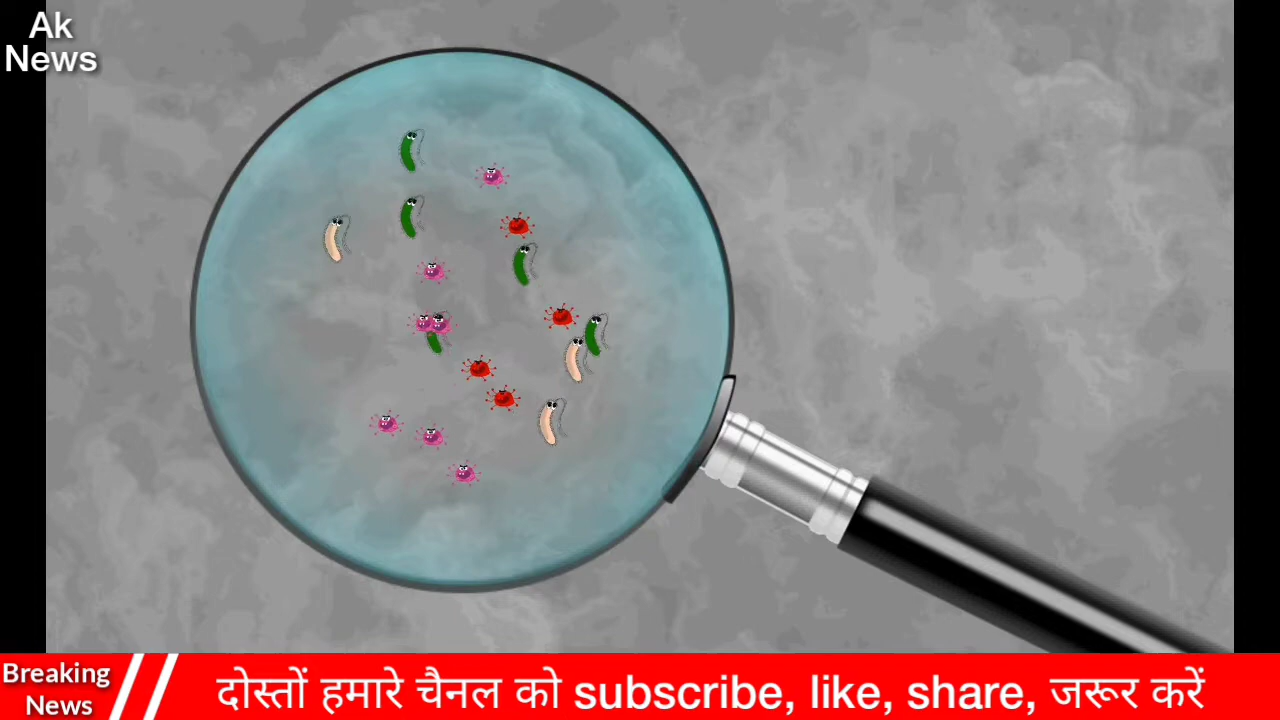 Ak
News
Breaking
News
दोस्तों हमारे चैनल को subscribe, like, share, जरूर करें